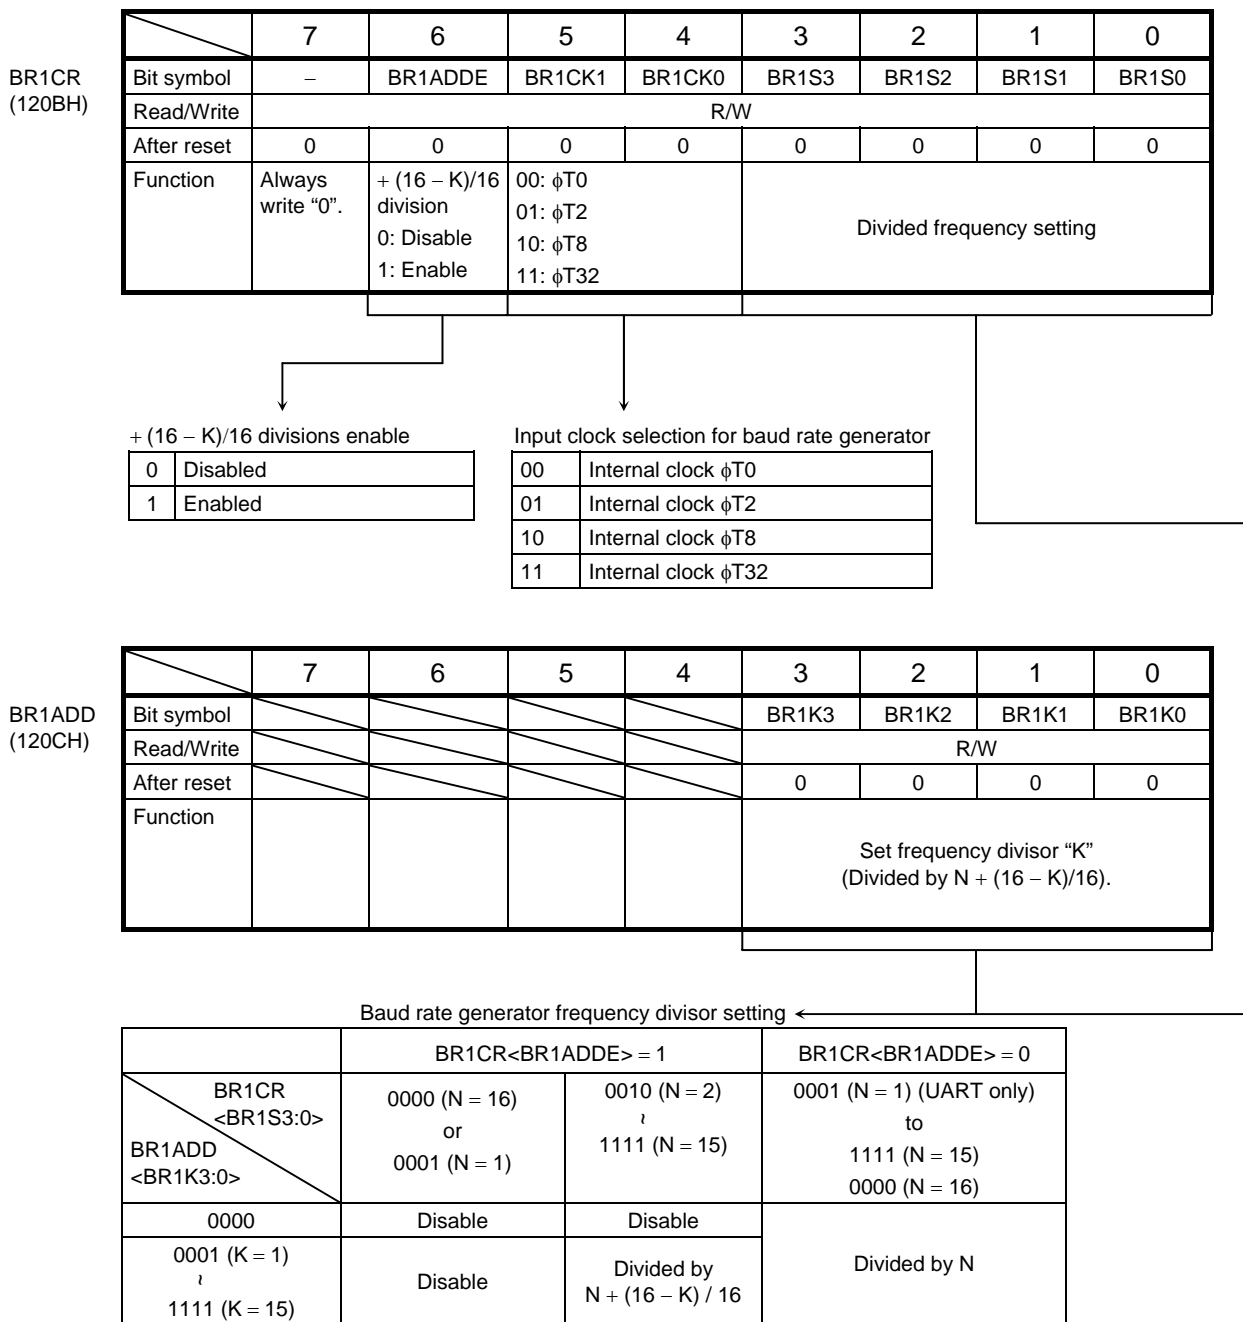 7 6 5 4 3 2 1 0
BR1CR
(120BH)
Bit symbol – BR1ADDE BR1CK1 BR1CK0 BR1S3 BR1S2 BR1S1 BR1S0
Read/Write R/W
After reset 0 0 0 0 0 0 0 0
Function
Always
write “0”.
+ (16 – K)/16
division
0: Disable
1: Enable
00: ϕT0
01: ϕT2
10: ϕT8
11: ϕT32
Divided frequency setting
+ (16 – K)/16 divisions enable
0 Disabled
1 Enabled
Input clock selection for baud rate generator
00 Internal clock ϕT0
01 Internal clock ϕT2
10 Internal clock ϕT8
11 Internal clock ϕT32
7 6 5 4 3 2 1 0
BR1ADD
(120CH)
Bit symbol BR1K3 BR1K2 BR1K1 BR1K0
Read/Write R/W
After reset 0 0 0 0
Function
Set frequency divisor “K”
(Divided by N + (16 – K)/16).
Baud rate generator frequency divisor setting
BR1CR<BR1ADDE> = 1 BR1CR<BR1ADDE> = 0
BR1CR
<BR1S3:0>
BR1ADD
<BR1K3:0>
0000 (N = 16)
or
0001 (N = 1)
0010 (N = 2)
≀
1111 (N = 15)
0001 (N = 1) (UART only)
to
1111 (N = 15)
0000 (N = 16)
0000 Disable Disable
0001 (K = 1)
≀
1111 (K = 15)
Disable
Divided by
N + (16 – K) / 16
Divided by N